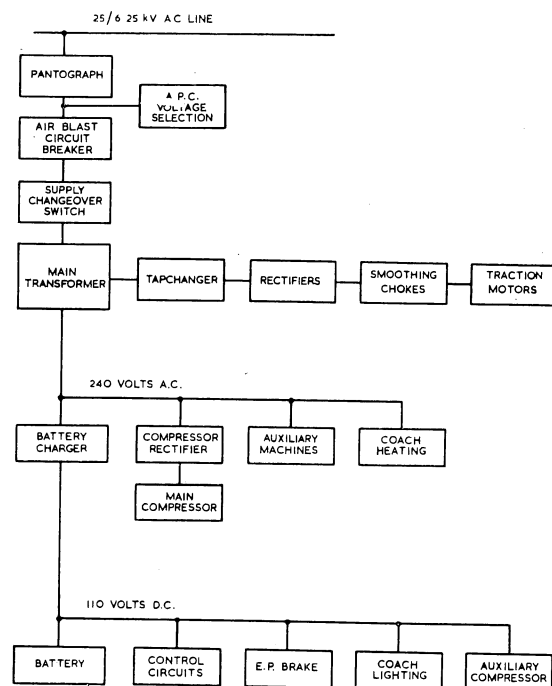 25/6 25 kV AC LINE
PANTOGRAPH
A P.C.
VOLTAGE
SELECTION
AIR BLAST
CIRCUIT
BREAKER
SUPPLY
CHANGEOVER
SWITCH
MAIN
TRANSFORMER
TAPCHANGER
RECTIFIERS
SMOOTHING
CHOKES
TRACTION
MOTORS
240 VOLTS A.C.
BATTERY
CHARGER
COMPRESSOR
RECTIFIER
AUXILIARY
MACHINES
COACH
HEATING
MAIN
COMPRESSOR
110 VOLTS D.C.
BATTERY
CONTROL
CIRCUITS
E.P. BRAKE
COACH
LIGHTING
AUXILIARY
COMPRESSOR